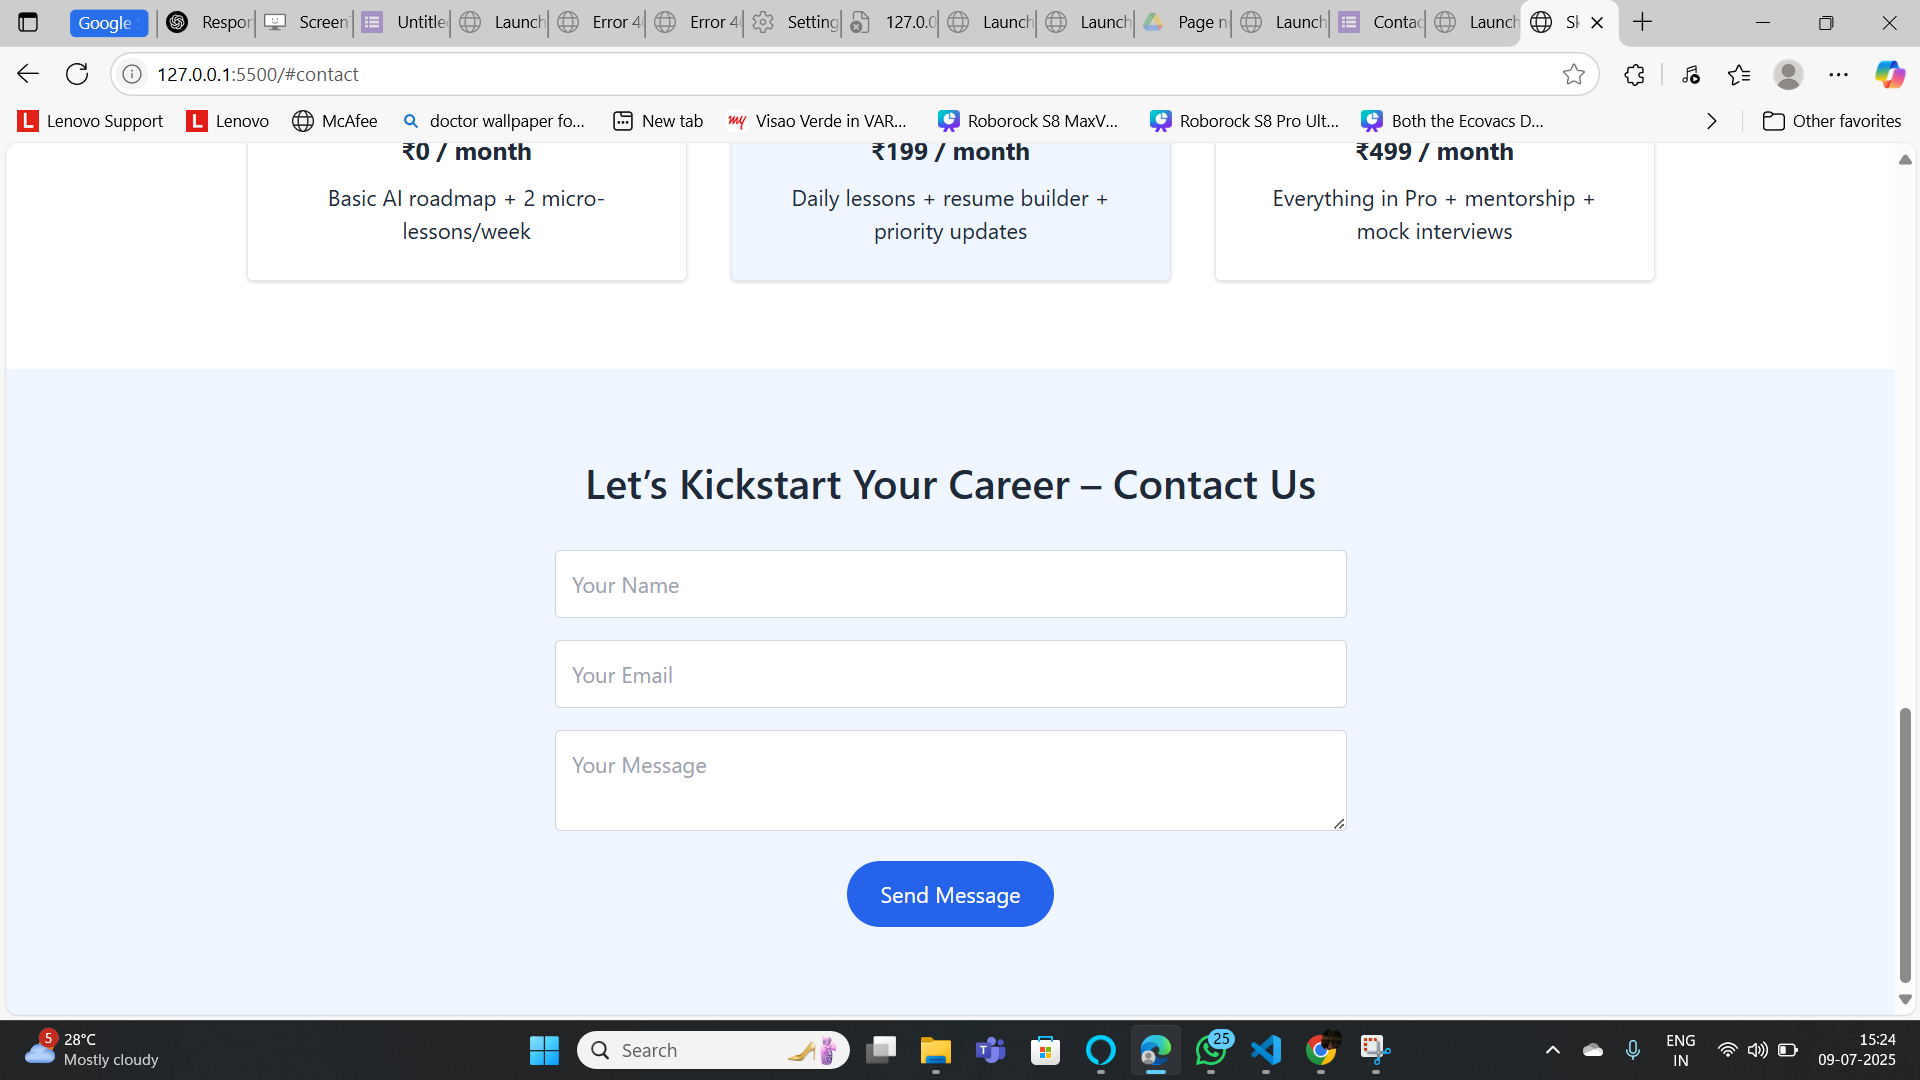 Google
Respon
Screen
Untitle
Launch
Error 4
Error 4
Setting
127.0.0
Launch
Launch
Page n
Launch
Contac
Launch
Sk
127.0.0.1:5500/#contact
Lenovo Support
Lenovo
McAfee
doctor wallpaper fo...
New tab
my
Visao Verde in VAR...
Roborock S8 MaxV...
Roborock S8 Pro Ult...
Both the Ecovacs D...
Other favorites
₹0 / month
₹199 / month
₹499 / month
Basic AI roadmap + 2 micro-
lessons/week
Daily lessons + resume builder +
priority updates
Everything in Pro + mentorship +
mock interviews
Let’s Kickstart Your Career – Contact Us
Your Name
Your Email
Your Message
Send Message
5
28°C
Mostly cloudy
Search
25
ENG
IN
15:24
09-07-2025